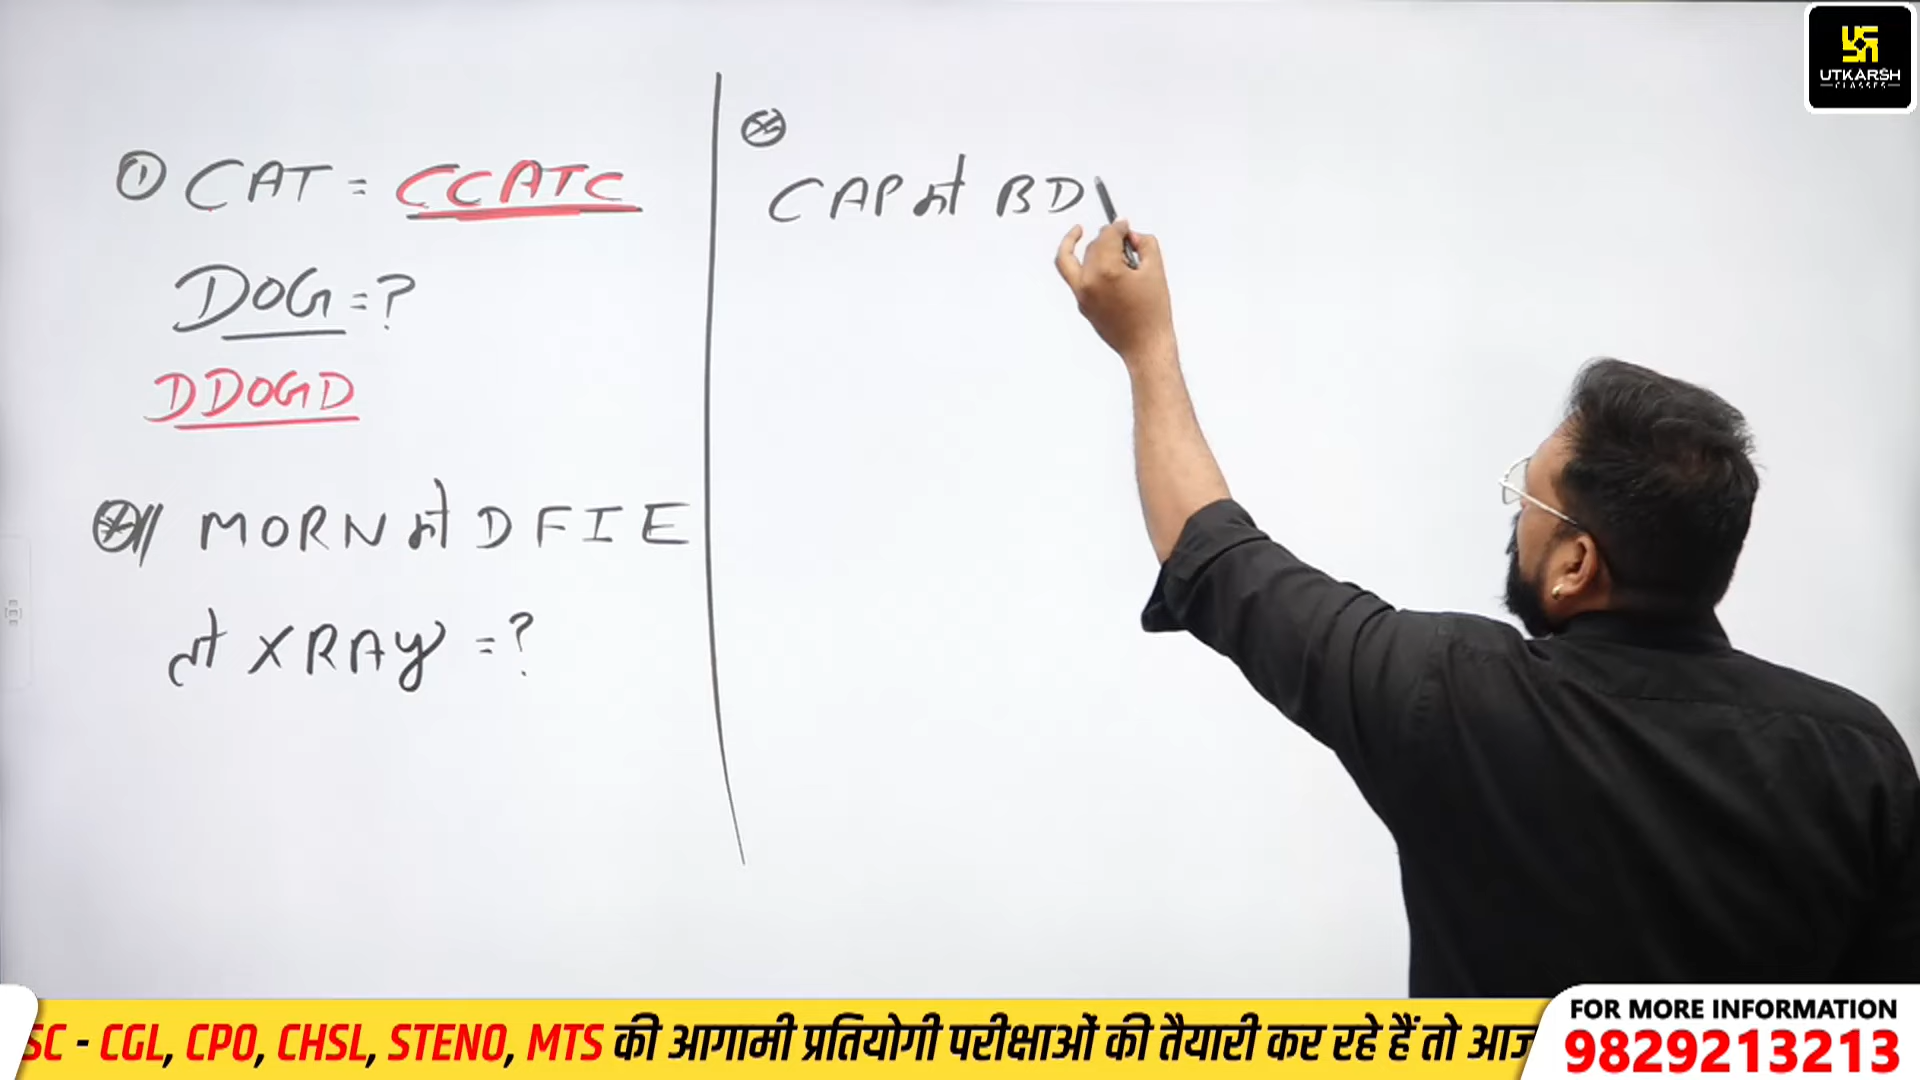 ① CAT = CCATC
DOG = ?
DDOGD
MORN को DFIE
तो XRAY = ?
CAP को BD
UTKARSH
CLASSES
SC - CGL, CPO, CHSL, STENO, MTS की आगामी प्रतियोगी परीक्षाओं की तैयारी कर रहे हैं तो आज
FOR MORE INFORMATION
9829213213